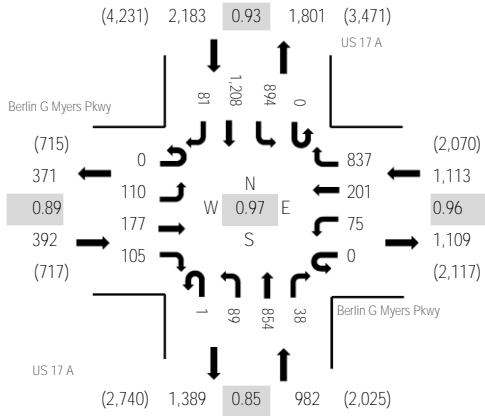 (4,231) 2,183 0.93 1,801 (3,471)
US 17 A
Berlin G Myers Pkwy
81 1,208 894 0
(715) (2,070)
371 0 837 1,113
110 N 201
0.89 W 0.97 E 0.96
392 177 S 75 1,109
105 0
(717) (2,117)
1 89 854 38
Berlin G Myers Pkwy
US 17 A
(2,740) 1,389 0.85 982 (2,025)